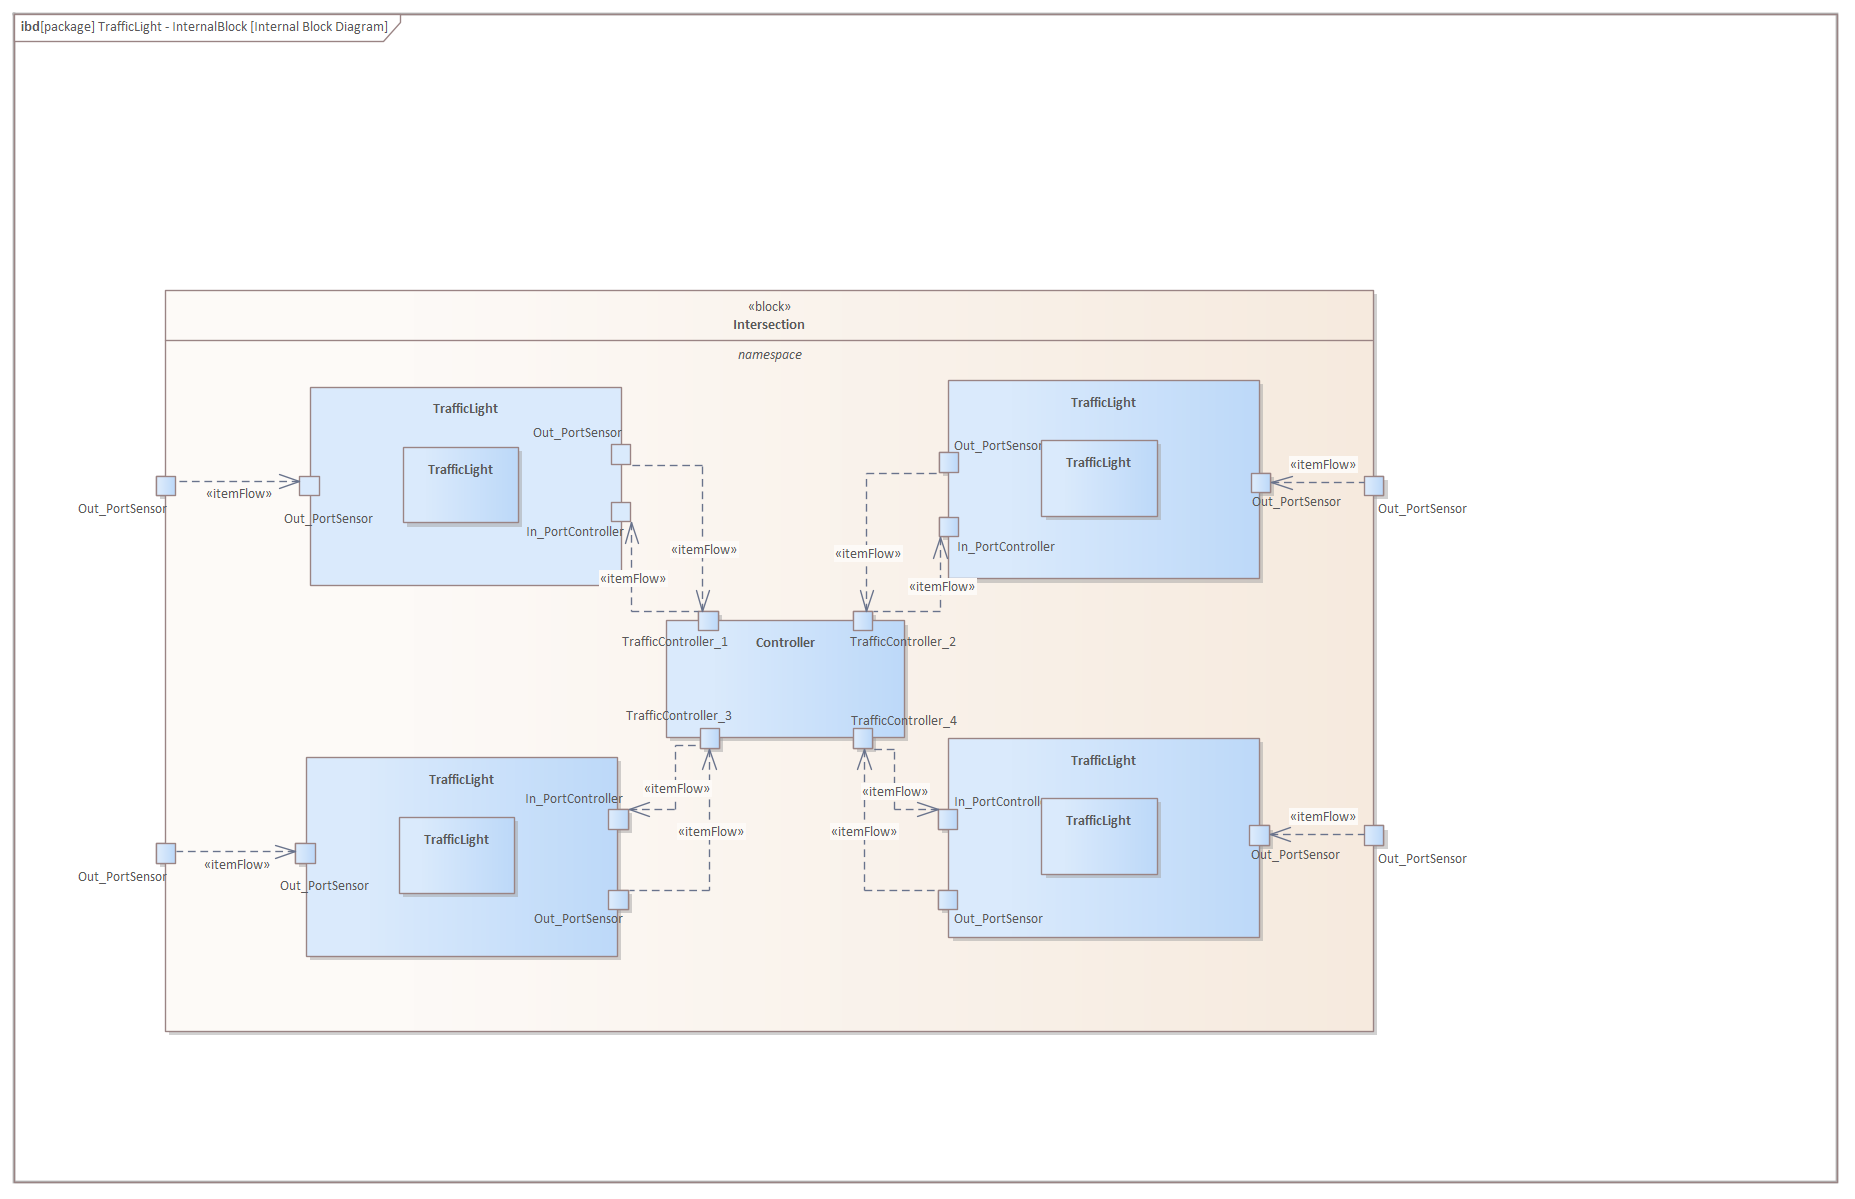 ibd[package] TrafficLight - InternalBlock [Internal Block Diagram]
«block»
Intersection
namespace
TrafficLight
TrafficLight
Out_PortSensor
In_PortController
Out_PortSensor
Out_PortSensor
«itemFlow»
«itemFlow»
«itemFlow»
TrafficLight
TrafficLight
Out_PortSensor
In_PortController
Out_PortSensor
Out_PortSensor
«itemFlow»
«itemFlow»
«itemFlow»
Controller
TrafficController_1
TrafficController_2
TrafficController_3
TrafficController_4
TrafficLight
TrafficLight
In_PortController
Out_PortSensor
Out_PortSensor
Out_PortSensor
«itemFlow»
«itemFlow»
«itemFlow»
TrafficLight
TrafficLight
In_PortControll
Out_PortSensor
Out_PortSensor
Out_PortSensor
«itemFlow»
«itemFlow»
«itemFlow»